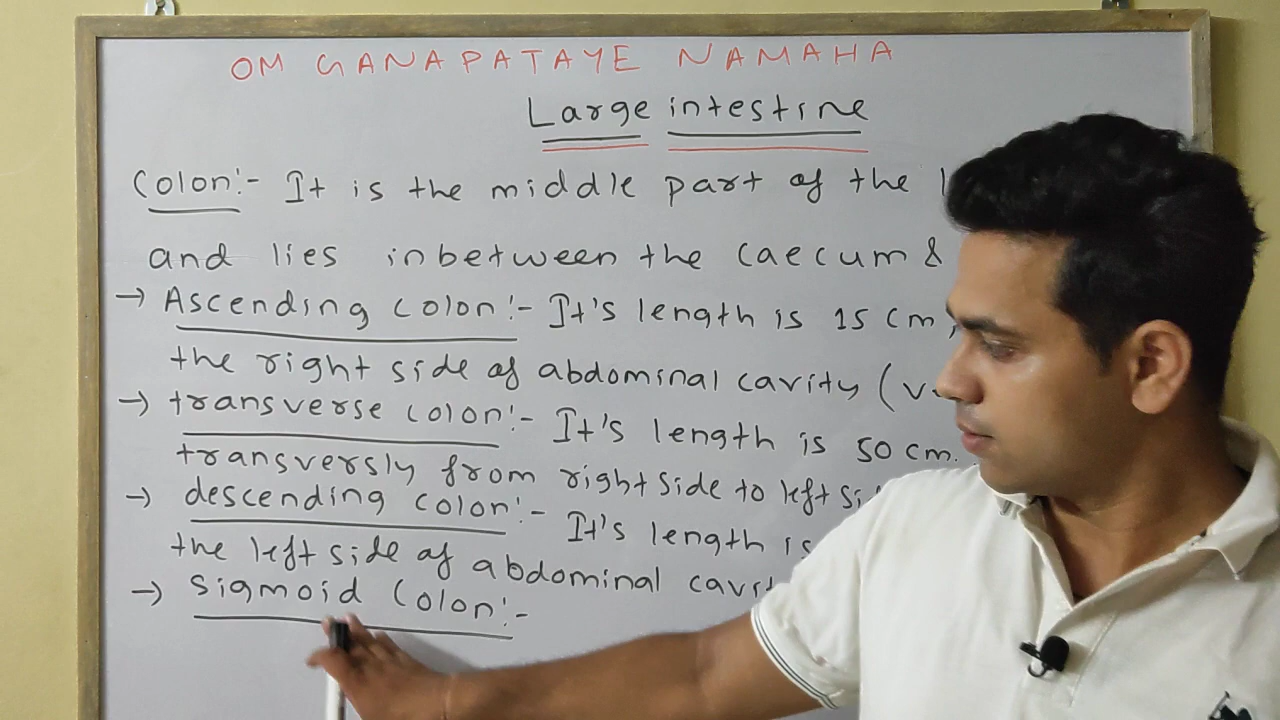 OM GANAPATAYE NAMAHA
Large intestine
Colon:- It is the middle part of the
and lies inbetween the Caecum &
→ Ascending Colon:- It's length is 15 cm,
the right side of abdominal cavity (
→ transverse Colon:- It's length is 50 cm.
transversly from right side to left si
→ descending Colon:- It's length is
the left side of abdominal cavit
→ Sigmoid Colon:-